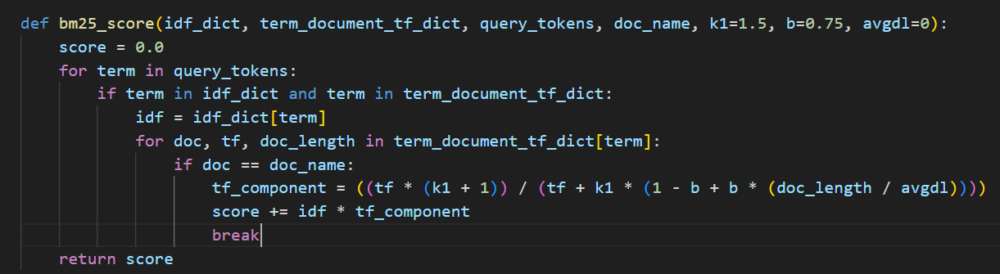 def bm25_score(idf_dict, term_document_tf_dict, query_tokens, doc_name, k1=1.5, b=0.75, avgdl=0):
    score = 0.0
    for term in query_tokens:
        if term in idf_dict and term in term_document_tf_dict:
            idf = idf_dict[term]
            for doc, tf, doc_length in term_document_tf_dict[term]:
                if doc == doc_name:
                    tf_component = ((tf * (k1 + 1)) / (tf + k1 * (1 - b + b * (doc_length / avgdl))))
                    score += idf * tf_component
                    break
    return score